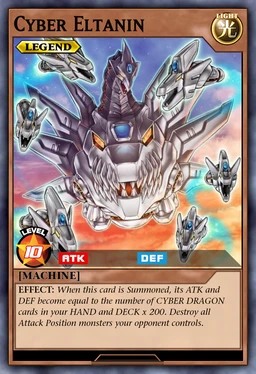 CYBER ELTANIN
LIGHT
光
LEGEND
LEVEL
10
ATK
DEF
[MACHINE]
EFFECT: When this card is Summoned, its ATK and
DEF become equal to the number of CYBER DRAGON
cards in your HAND and DECK x 200. Destroy all
Attack Position monsters your opponent controls.